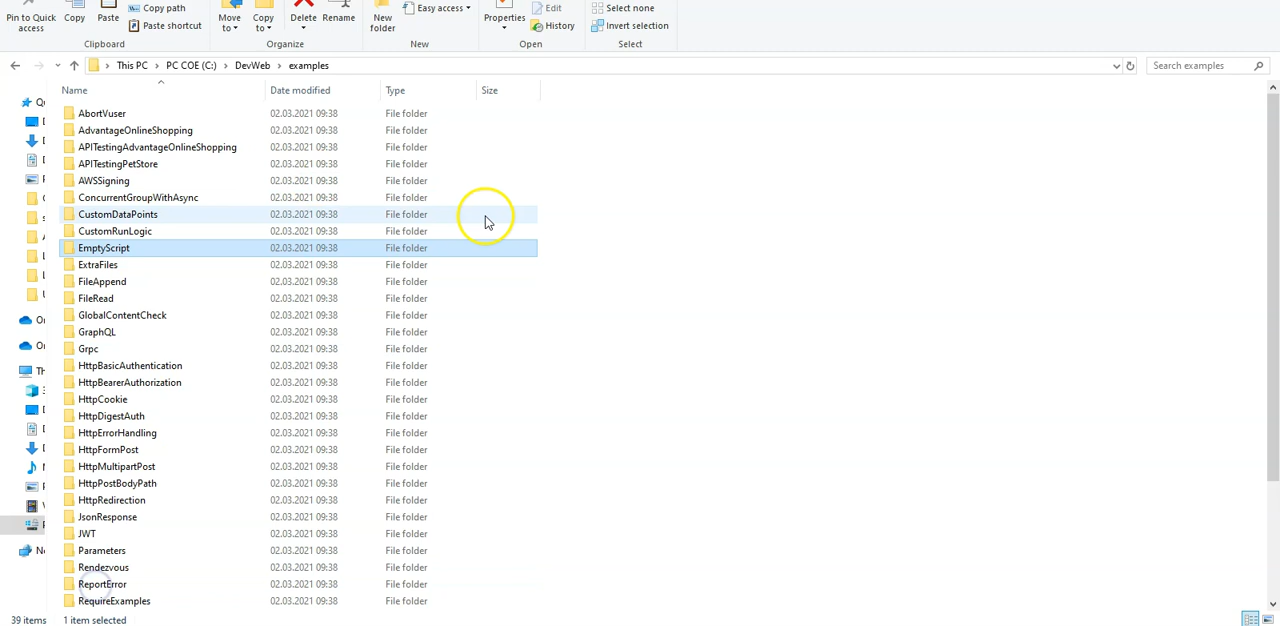 Pin to Quick access
Copy
Paste
Copy path
Paste shortcut
Clipboard
Move to
Copy to
Delete
Rename
Organize
New folder
Easy access
New
Properties
Edit
History
Open
Select none
Invert selection
Select
This PC > PC COE (C:) > DevWeb > examples
Search examples
Name Date modified Type Size
AbortVuser 02.03.2021 09:38 File folder
AdvantageOnlineShopping 02.03.2021 09:38 File folder
APITestingAdvantageOnlineShopping 02.03.2021 09:38 File folder
APITestingPetStore 02.03.2021 09:38 File folder
AWSSigning 02.03.2021 09:38 File folder
ConcurrentGroupWithAsync 02.03.2021 09:38 File folder
CustomDataPoints 02.03.2021 09:38 File folder
CustomRunLogic 02.03.2021 09:38 File folder
EmptyScript 02.03.2021 09:38 File folder
ExtraFiles 02.03.2021 09:38 File folder
FileAppend 02.03.2021 09:38 File folder
FileRead 02.03.2021 09:38 File folder
GlobalContentCheck 02.03.2021 09:38 File folder
GraphQL 02.03.2021 09:38 File folder
Grpc 02.03.2021 09:38 File folder
HttpBasicAuthentication 02.03.2021 09:38 File folder
HttpBearerAuthorization 02.03.2021 09:38 File folder
HttpCookie 02.03.2021 09:38 File folder
HttpDigestAuth 02.03.2021 09:38 File folder
HttpErrorHandling 02.03.2021 09:38 File folder
HttpFormPost 02.03.2021 09:38 File folder
HttpMultipartPost 02.03.2021 09:38 File folder
HttpPostBodyPath 02.03.2021 09:38 File folder
HttpRedirection 02.03.2021 09:38 File folder
JsonResponse 02.03.2021 09:38 File folder
JWT 02.03.2021 09:38 File folder
Parameters 02.03.2021 09:38 File folder
Rendezvous 02.03.2021 09:38 File folder
ReportError 02.03.2021 09:38 File folder
RequireExamples 02.03.2021 09:38 File folder
39 items 1 item selected